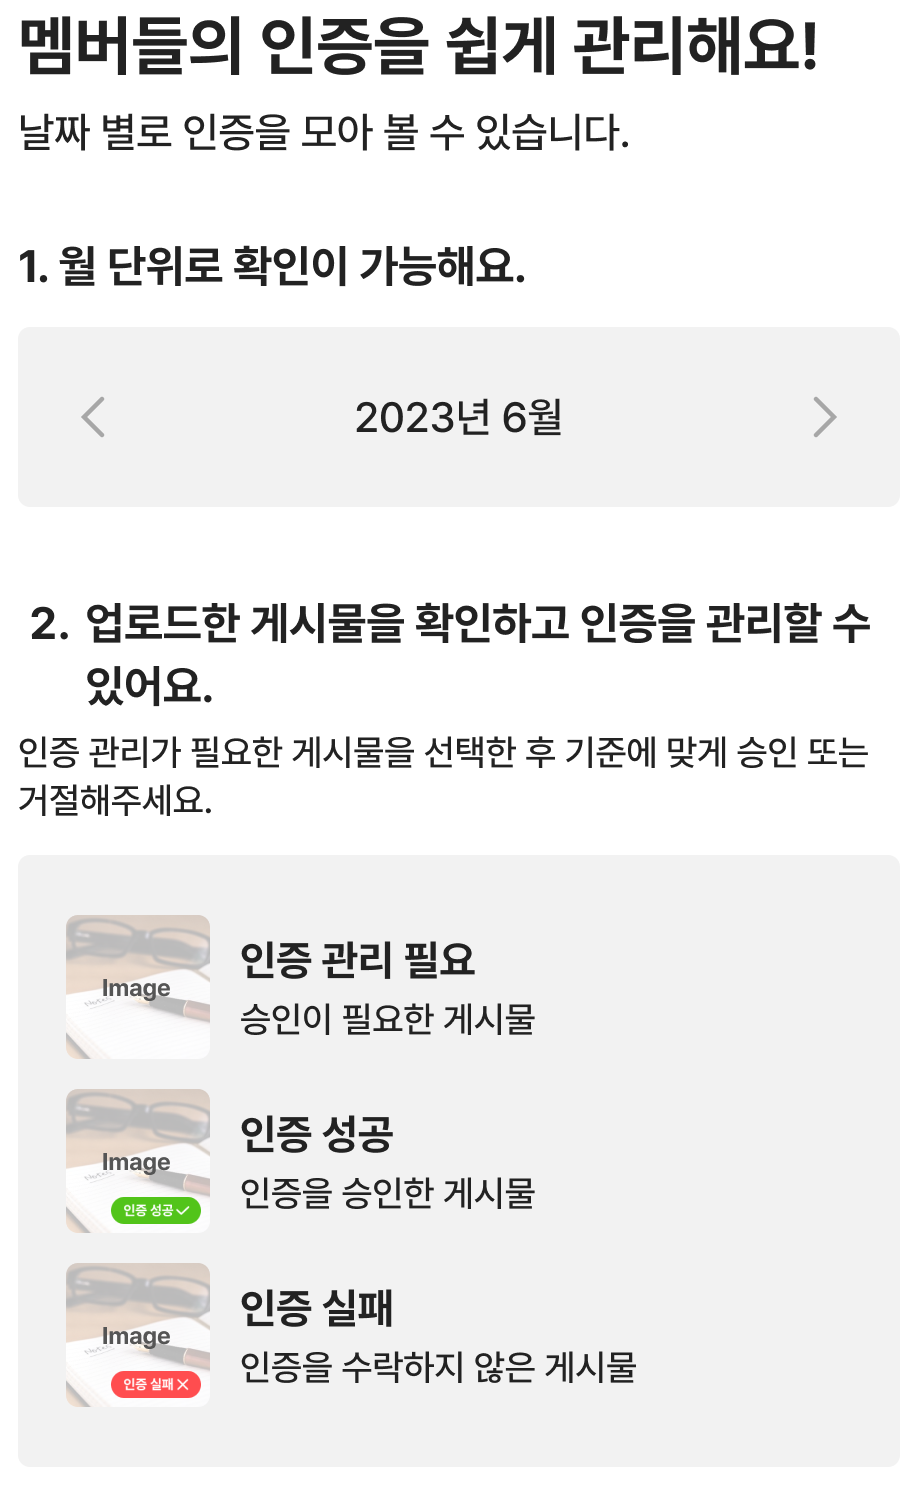 멤버들의 인증을 쉽게 관리해요!
날짜 별로 인증을 모아 볼 수 있습니다.
1. 월 단위로 확인이 가능해요.
2023년 6월
2. 업로드한 게시물을 확인하고 인증을 관리할 수
있어요.
인증 관리가 필요한 게시물을 선택한 후 기준에 맞게 승인 또는
거절해주세요.
Image
인증 관리 필요
승인이 필요한 게시물
Image
인증 성공
인증 성공
인증을 승인한 게시물
Image
인증 실패
인증 실패
인증을 수락하지 않은 게시물